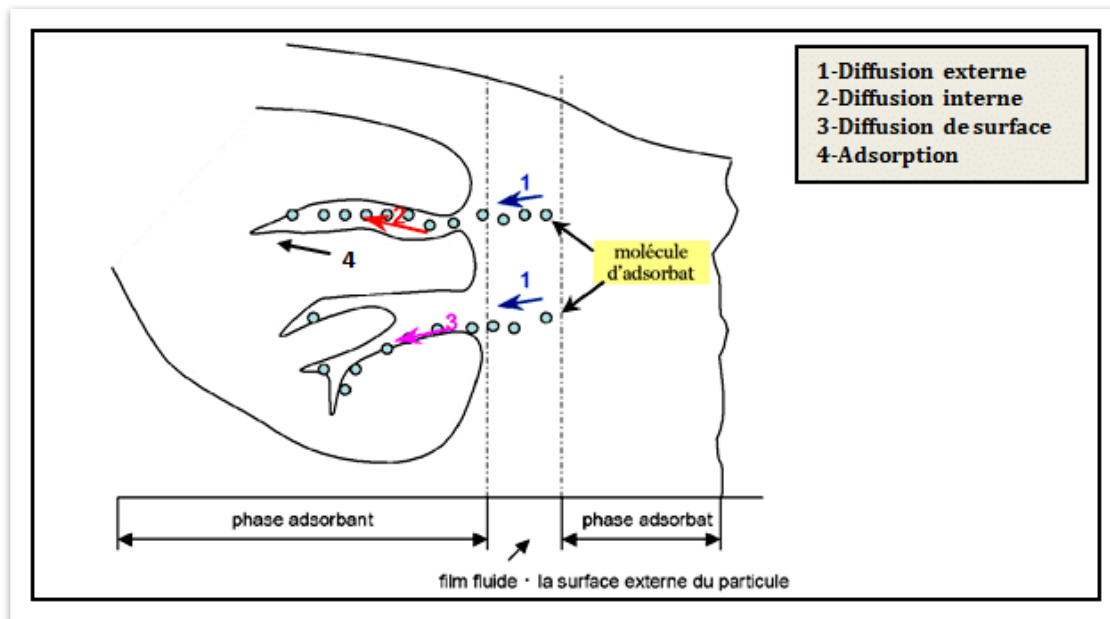 1-Diffusion externe
2-Diffusion interne
3-Diffusion de surface
4-Adsorption
1
2
4
molécule
d'adsorbat
1
3
phase adsorbant
phase adsorbat
film fluide · la surface externe du particule